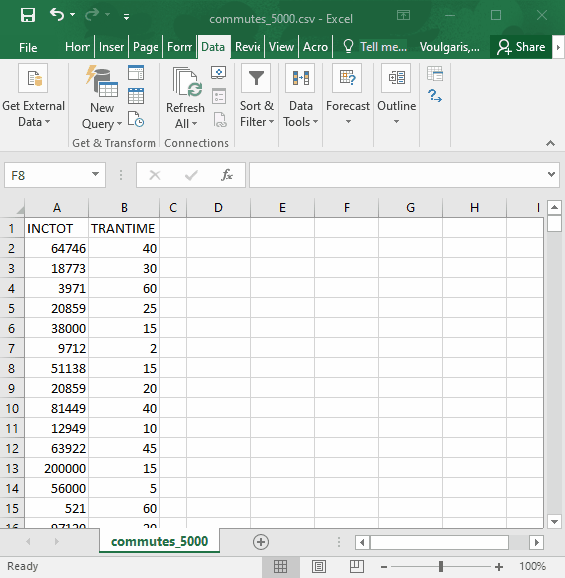 commutes_5000.csv - Excel
File Horr Inser Page Forr Data Revie View Acro Tell me... Voulgaris,... Share
Get External Data
New Query
Refresh All
Sort & Filter
Data Tools
Forecast
Outline
Get & Transform Connections
F8 fx
A B C D E F G H I
1 INCTOT TRANTIME
2 64746 40
3 18773 30
4 3971 60
5 20859 25
6 38000 15
7 9712 2
8 51138 15
9 20859 20
10 81449 40
11 12949 10
12 63922 45
13 200000 15
14 56000 5
15 521 60
16 97120 20
commutes_5000
Ready 100%